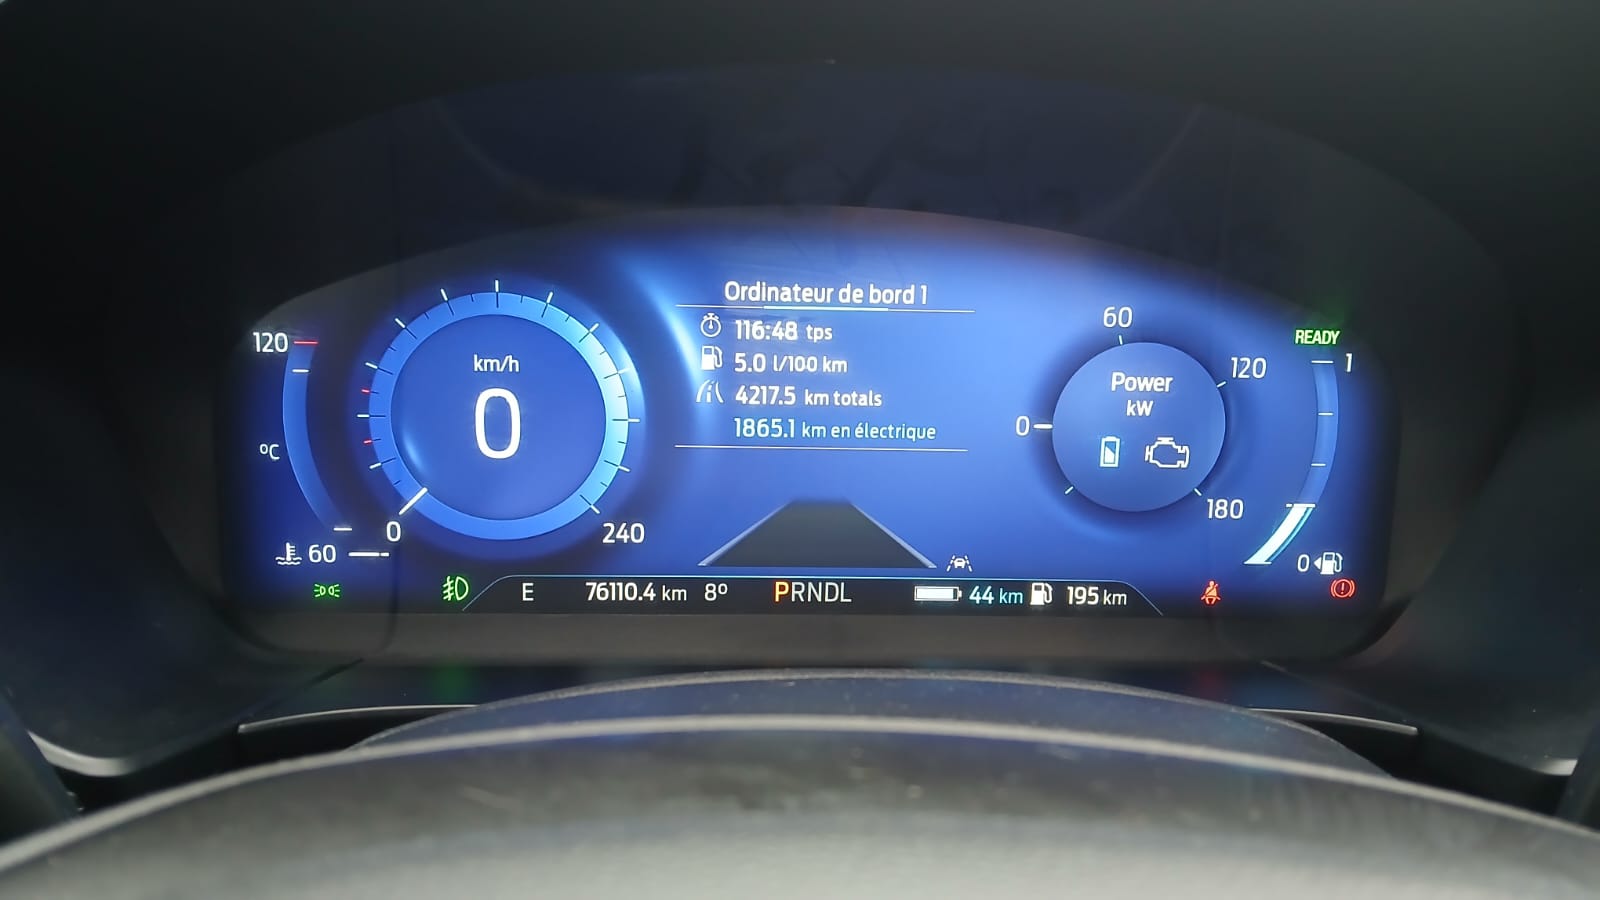 Ordinateur de bord 1
116:48 tps
5.0 l/100 km
4217.5 km totals
1865.1 km en électrique
120
°C
60
km/h
0
0
240
60
0
120
180
Power
kW
READY
1
0
E 76110.4 km 8° PRNDL 44 km 195 km